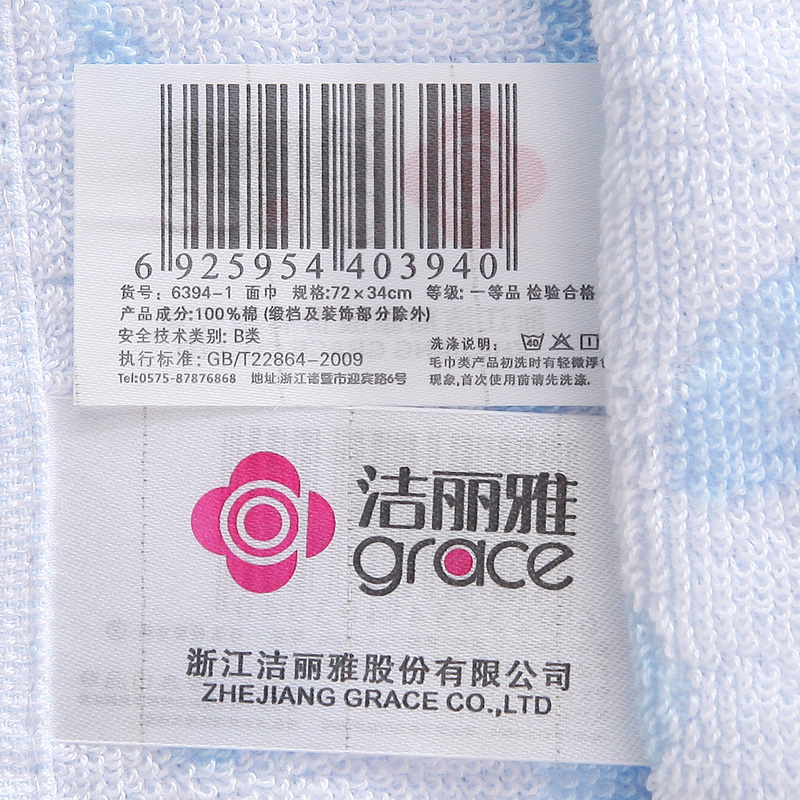 6 925954 403940
货号: 6394-1 面巾 规格:72×34cm 等级: 一等品 检验合格
产品成分:100%棉 (缎档及装饰部分除外)
安全技术类别: B类
执行标准: GB/T22864-2009
Tel:0575-87876868 地址:浙江诸暨市迎宾路6号
洗涤说明: 40
毛巾类产品初洗时有轻微浮
现象,首次使用前请先洗涤.
洁丽雅
grace
浙江洁丽雅股份有限公司
ZHEJIANG GRACE CO.,LTD